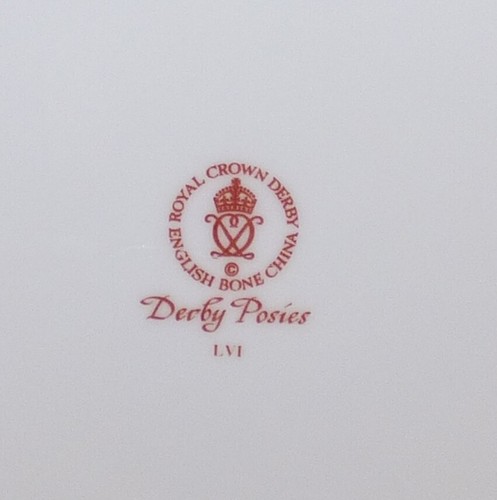 ROYAL CROWN DERBY
ENGLISH BONE CHINA
©
Derby Posies
LVI